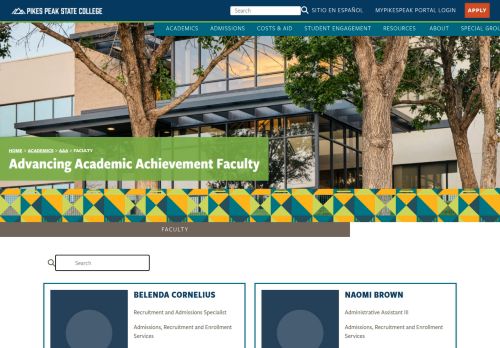 PIKES PEAK STATE COLLEGE
Search
SITIO EN ESPAÑOL
MYPIKESPEAK PORTAL LOGIN
APPLY
ACADEMICS
ADMISSIONS
COSTS & AID
STUDENT ENGAGEMENT
RESOURCES
ABOUT
SPECIAL GROU
HOME > ACADEMICS > AAA > FACULTY
Advancing Academic Achievement Faculty
FACULTY
Search
BELENDA CORNELIUS
Recruitment and Admissions Specialist
Admissions, Recruitment and Enrollment
Services
NAOMI BROWN
Administrative Assistant III
Admissions, Recruitment and Enrollment
Services